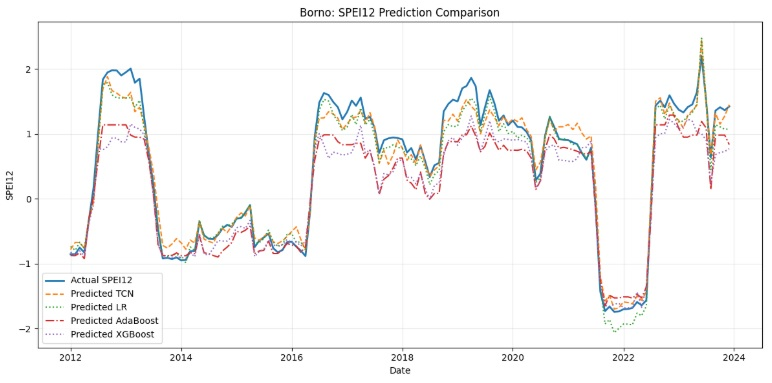 Borno: SPEI12 Prediction Comparison
SPEI12
2
1
0
−1
−2
Actual SPEI12
Predicted TCN
Predicted LR
Predicted AdaBoost
Predicted XGBoost
2012 2014 2016 2018 2020 2022 2024
Date